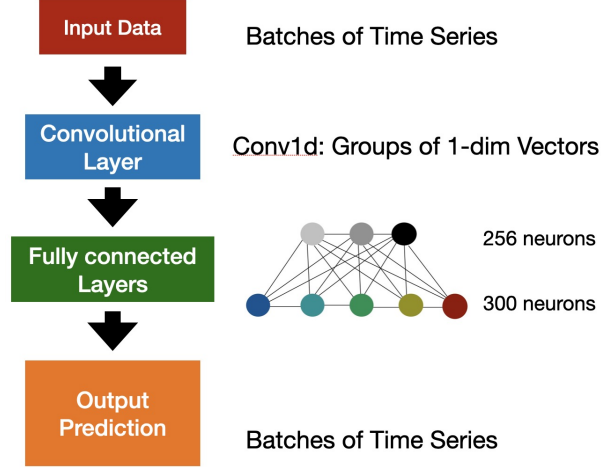 Input Data
Batches of Time Series
Convolutional
Layer
Conv1d: Groups of 1-dim Vectors
Fully connected
Layers
256 neurons
300 neurons
Output
Prediction
Batches of Time Series